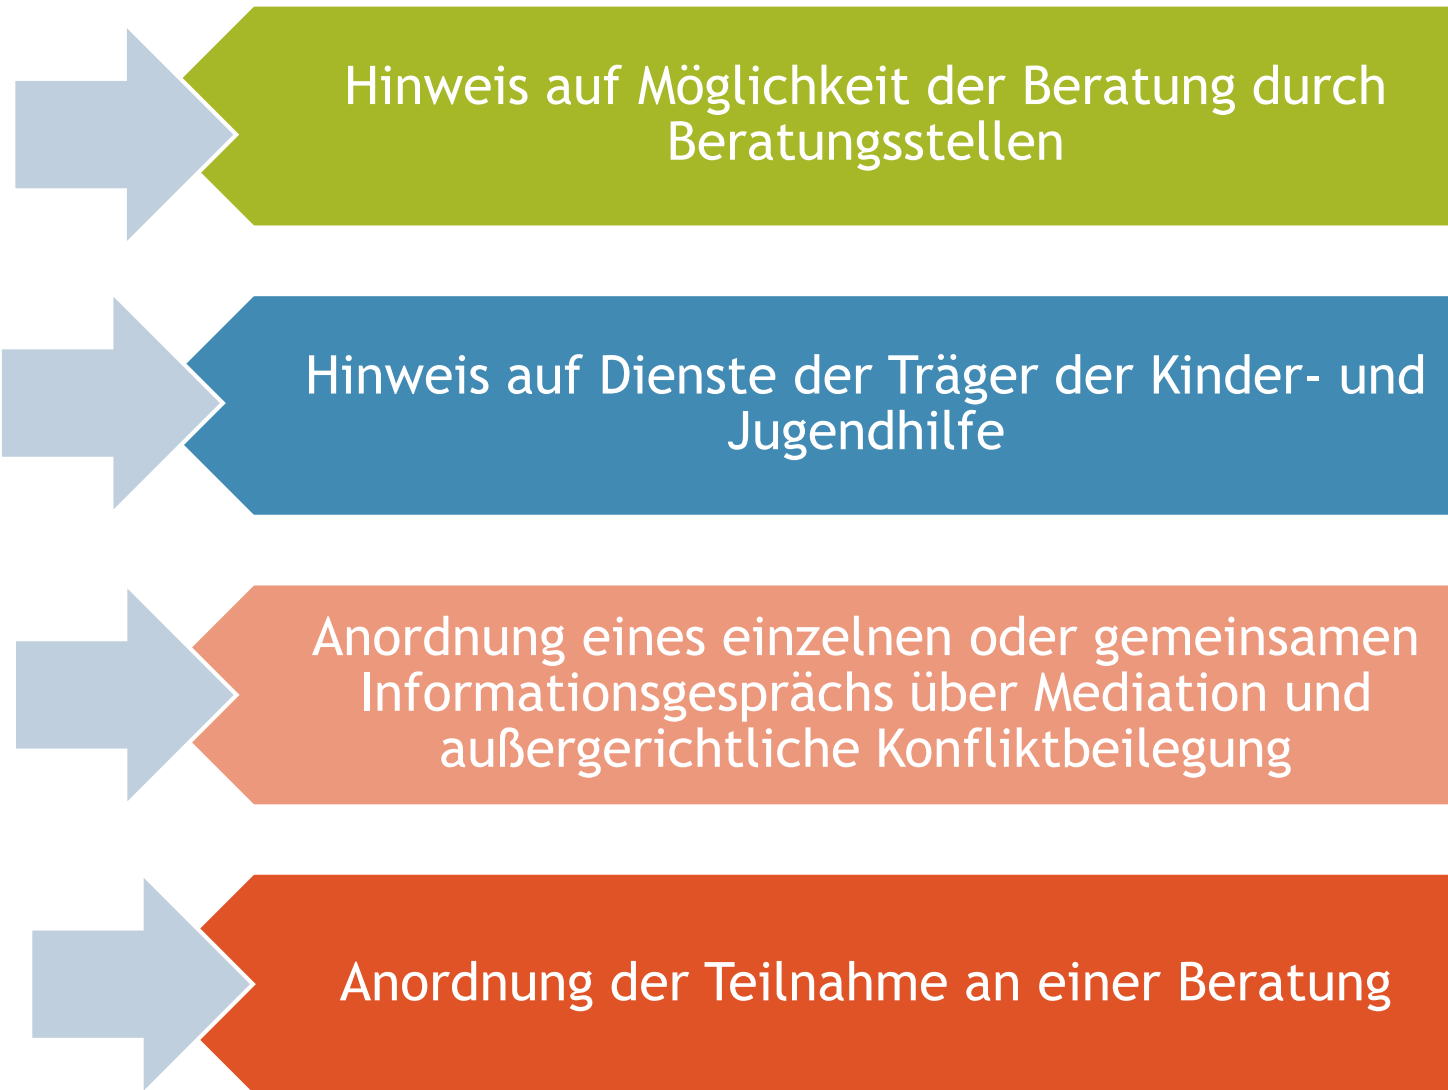 Hinweis auf Möglichkeit der Beratung durch
Beratungsstellen
Hinweis auf Dienste der Träger der Kinder- und
Jugendhilfe
Anordnung eines einzelnen oder gemeinsamen
Informationsgesprächs über Mediation und
außergerichtliche Konfliktbeilegung
Anordnung der Teilnahme an einer Beratung